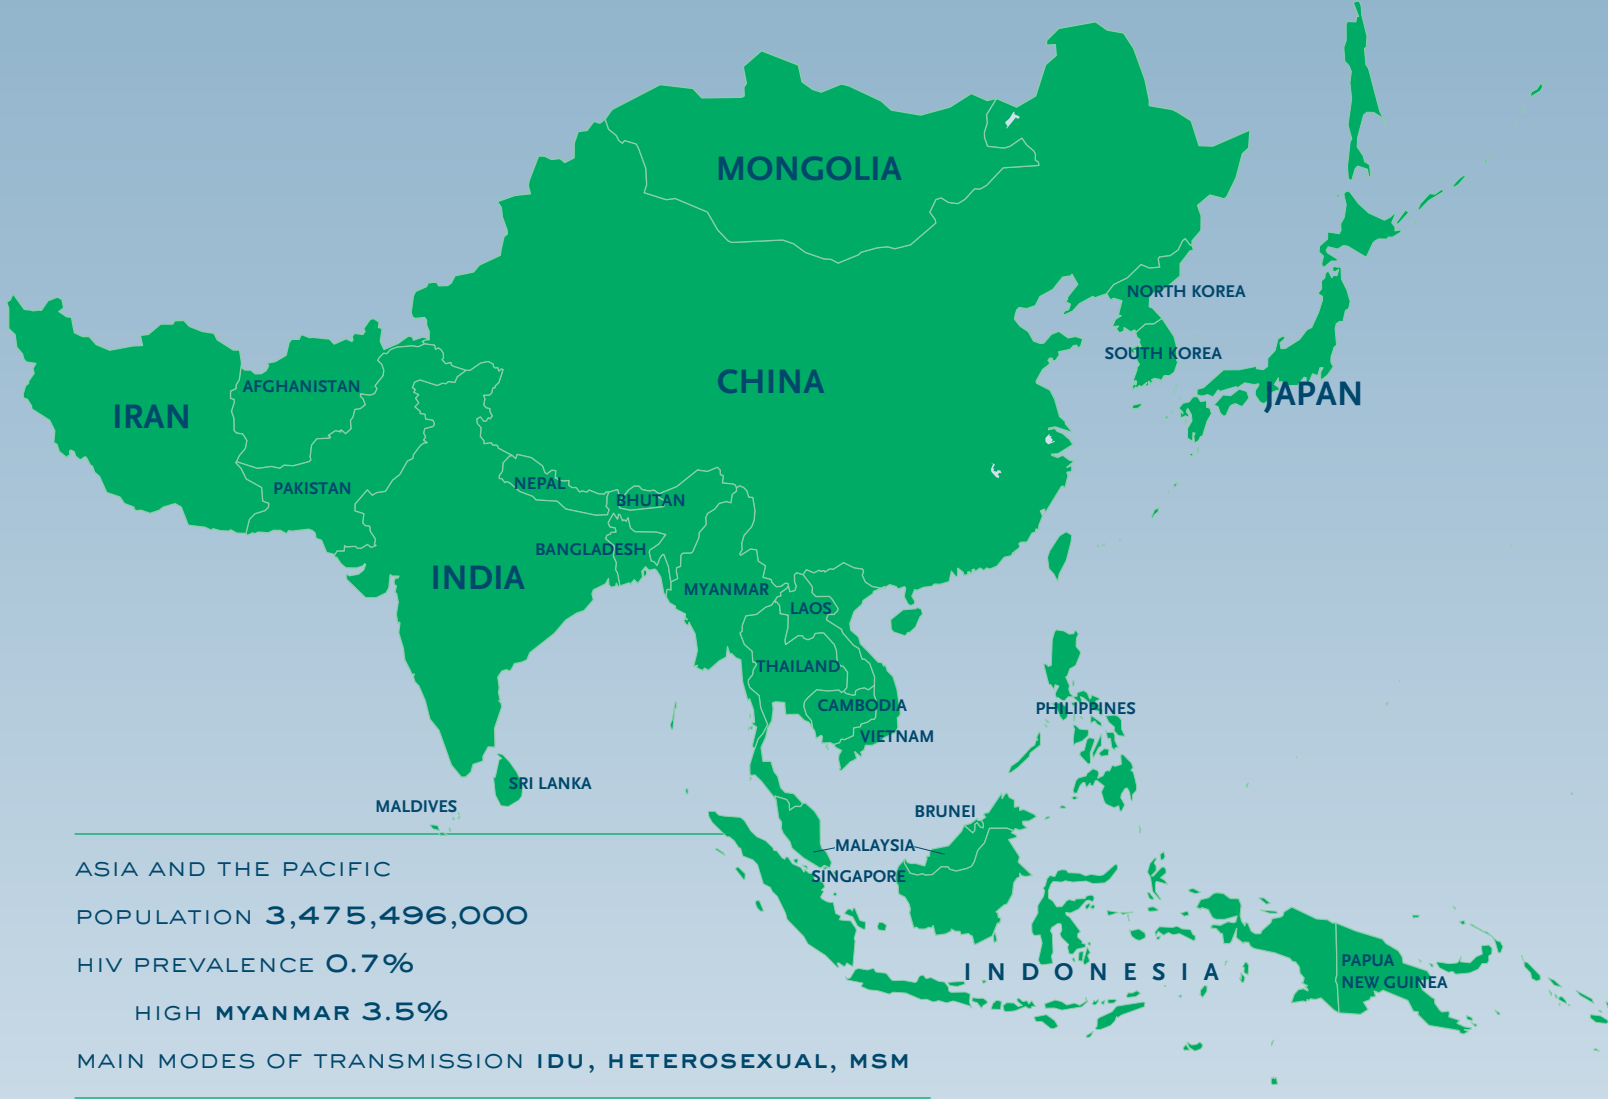 MONGOLIA
NORTH KOREA
SOUTH KOREA
CHINA
JAPAN
AFGHANISTAN
IRAN
PAKISTAN
NEPAL
BHUTAN
BANGLADESH
INDIA
MYANMAR
LAOS
THAILAND
CAMBODIA
VIETNAM
PHILIPPINES
SRI LANKA
MALDIVES
BRUNEI
MALAYSIA
SINGAPORE
INDONESIA
PAPUA
NEW GUINEA
ASIA AND THE PACIFIC
POPULATION 3,475,496,000
HIV PREVALENCE 0.7%
HIGH MYANMAR 3.5%
MAIN MODES OF TRANSMISSION IDU, HETEROSEXUAL, MSM